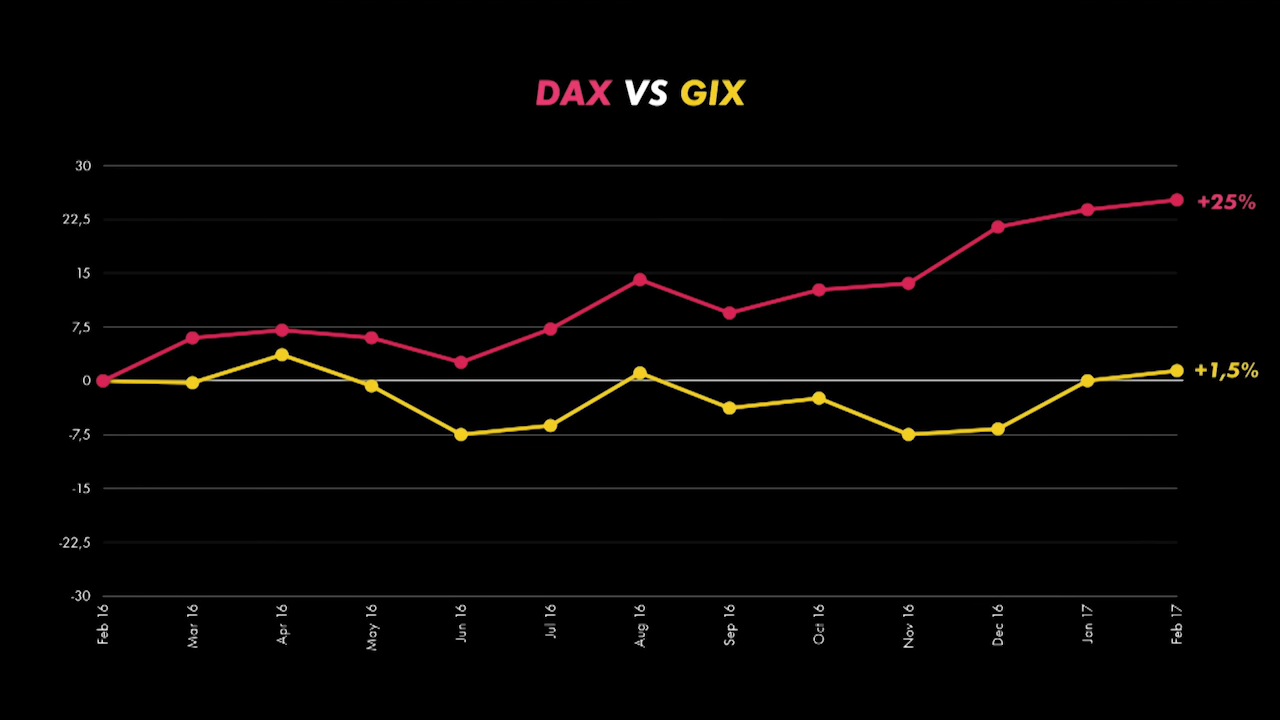 DAX VS GIX
30
22,5
15
7,5
0
-7,5
-15
-22,5
-30
+25%
+1,5%
Feb 16
Mar 16
Apr 16
May 16
Jun 16
Jul 16
Aug 16
Sep 16
Oct 16
Nov 16
Dec 16
Jan 17
Feb 17